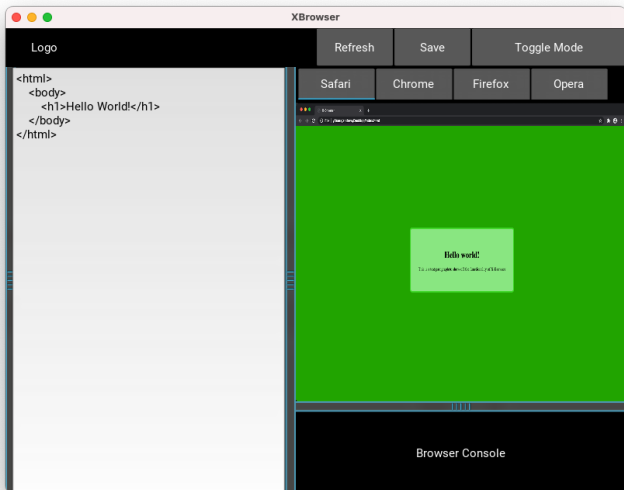 XBrowser
Logo
Refresh
Save
Toggle Mode
<html>
<body>
<h1>Hello World!</h1>
</body>
</html>
Safari
Chrome
Firefox
Opera
Hello world!
Browser Console